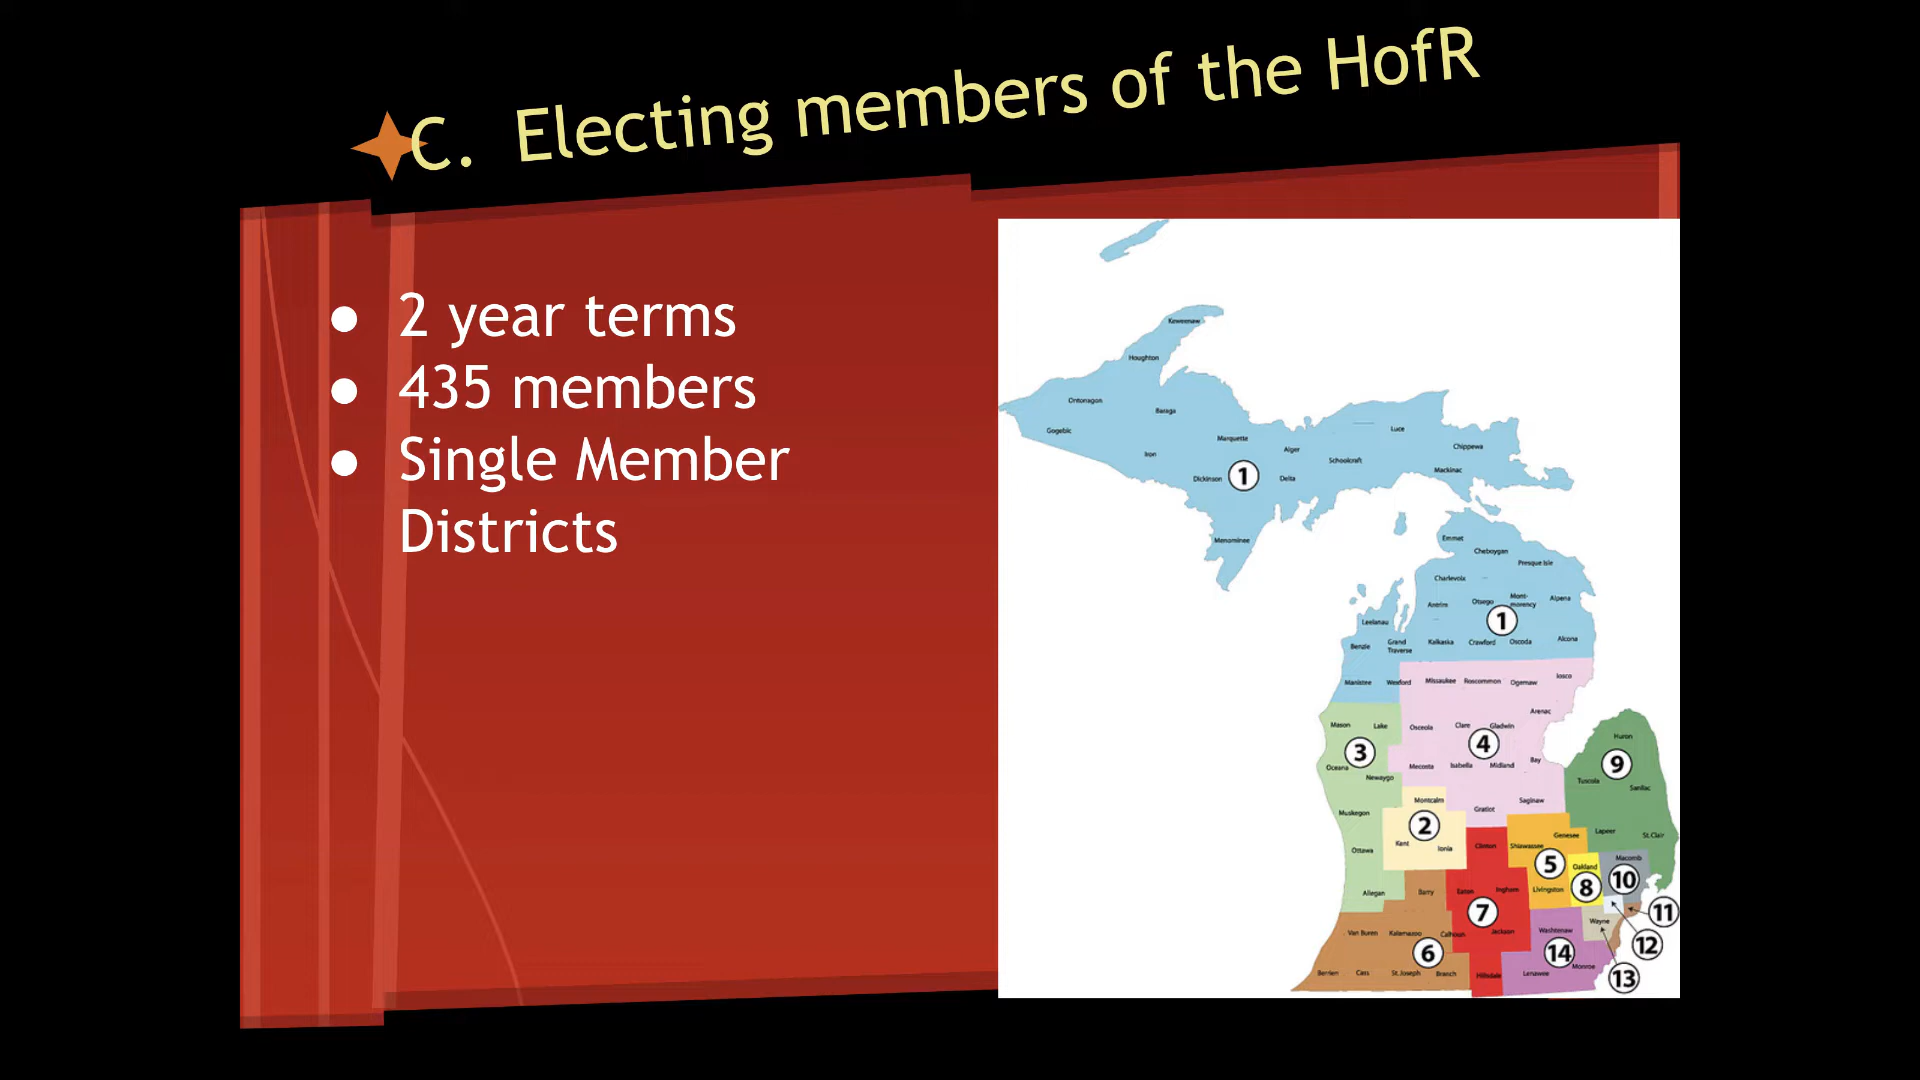 C. Electing members of the HofR
● 2 year terms
● 435 members
● Single Member
Districts
Keweenaw
Houghton
Ontonagon
Baraga
Gogebic
Marquette
Luce
Alger
Chippewa
Iron
Schoolcraft
Mackinac
Dickinson
1
Delta
Menominee
Emmet
Cheboygan
Presque Isle
Charlevoix
Antrim
Otsego
Mont-
morency
Alpena
Leelanau
1
Benzie
Grand
Traverse
Kalkaska
Crawford
Oscoda
Alcona
Manistee
Wexford
Missaukee
Roscommon
Ogemaw
Iosco
Arenac
Mason
Lake
Osceola
Clare
Gladwin
Huron
3
4
9
Oceana
Newaygo
Mecosta
Isabella
Midland
Bay
Tuscola
Sanilac
Montcalm
Gratiot
Saginaw
Muskegon
2
Kent
Ionia
Ottawa
Clinton
Shiawassee
Genesee
Lapeer
St. Clair
5
Oakland
Macomb
8
10
Allegan
Barry
Eaton
Ingham
Livingston
7
11
Van Buren
Kalamazoo
Calhoun
Jackson
Washtenaw
Wayne
12
6
14
Berrien
Cass
St. Joseph
Branch
Hillsdale
Lenawee
Monroe
13